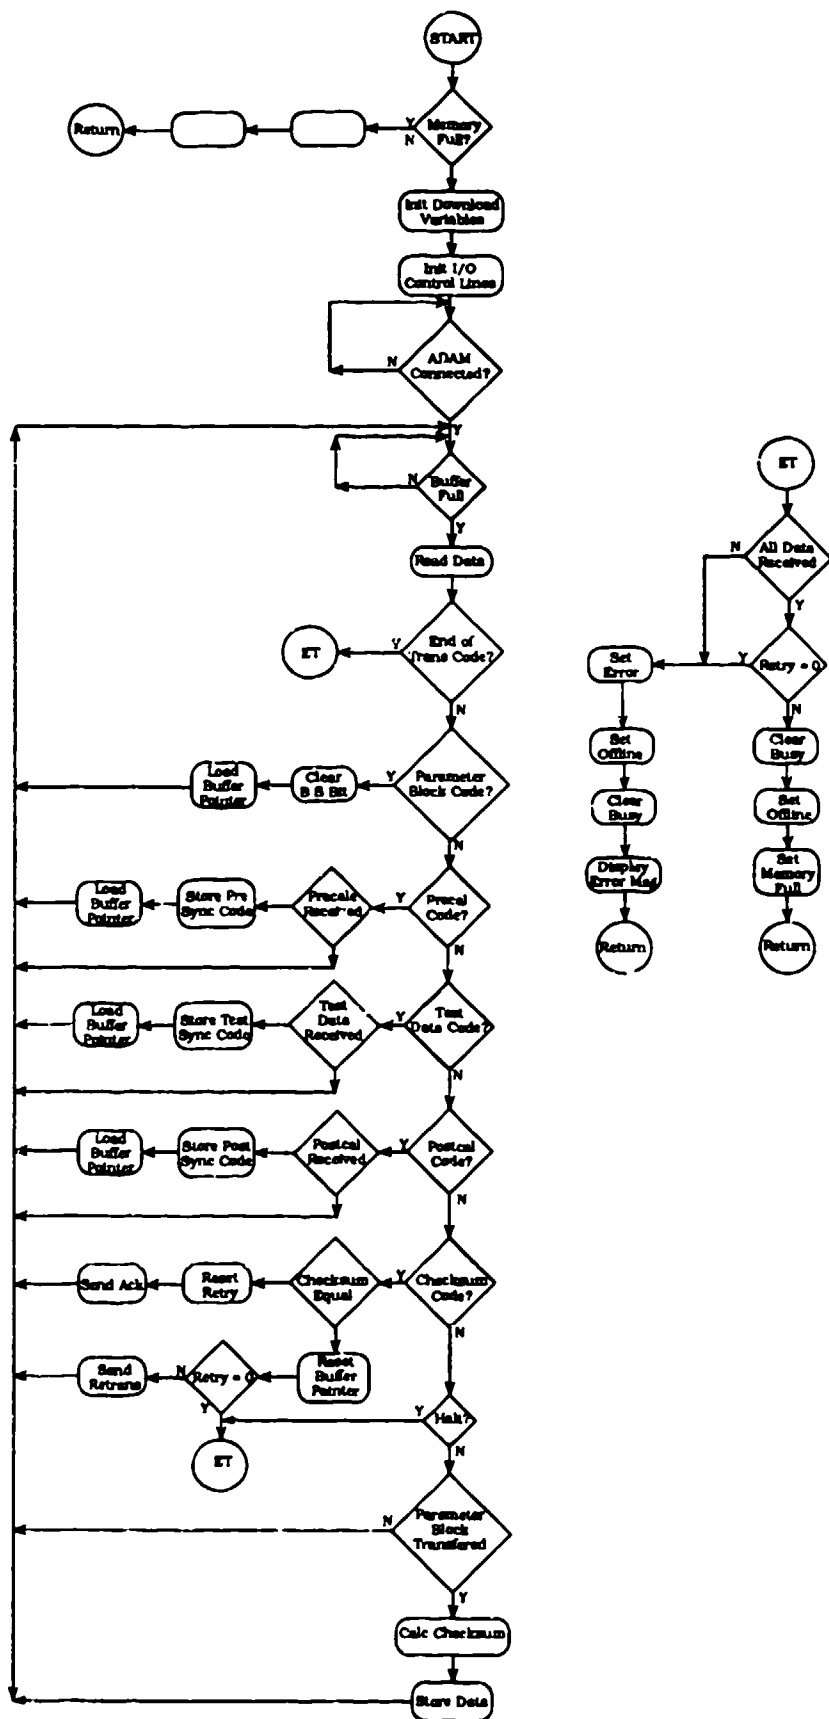 START
Memory
Full?
Y
N
Return
Init Download
Variables
Init I/O
Control Lines
ADAM
Connected?
N
Y
Buffer
Full
N
Y
Read Data
End of
Trans Code?
Y
ET
N
Parameter
Block Code?
Y
Clear
B S Bit
Load
Buffer
Pointer
N
Precal
Code?
Y
Precale
Received
Store Pre
Sync Code
Load
Buffer
Pointer
N
Test
Data Code?
Y
Test
Data
Received
Store Test
Sync Code
Load
Buffer
Pointer
N
Postcal
Code?
Y
Postcal
Received
Store Post
Sync Code
Load
Buffer
Pointer
N
Checksum
Code?
Y
Checksum
Equal
Reset
Retry
Send Ack
N
Reset
Buffer
Pointer
Retry = 0
N
Y
Send
Retrans
ET
Halt?
Y
N
Parameter
Block
Transfered
N
Y
Calc Checksum
Store Data
ET
All Data
Received
N
Y
Retry = 0
Y
N
Set
Error
Set
Offline
Clear
Busy
Display
Error Msg
Return
Clear
Busy
Set
Offline
Set
Memory
Full
Return